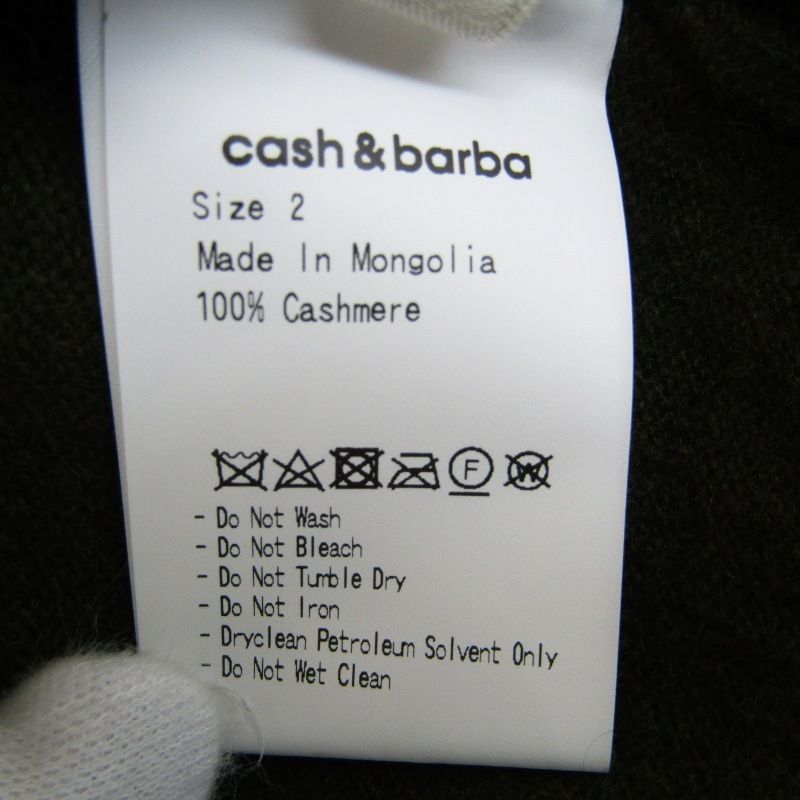 cash & barba
Size 2
Made In Mongolia
100% Cashmere
F W
- Do Not Wash
- Do Not Bleach
- Do Not Tumble Dry
- Do Not Iron
- Dryclean Petroleum Solvent Only
- Do Not Wet Clean